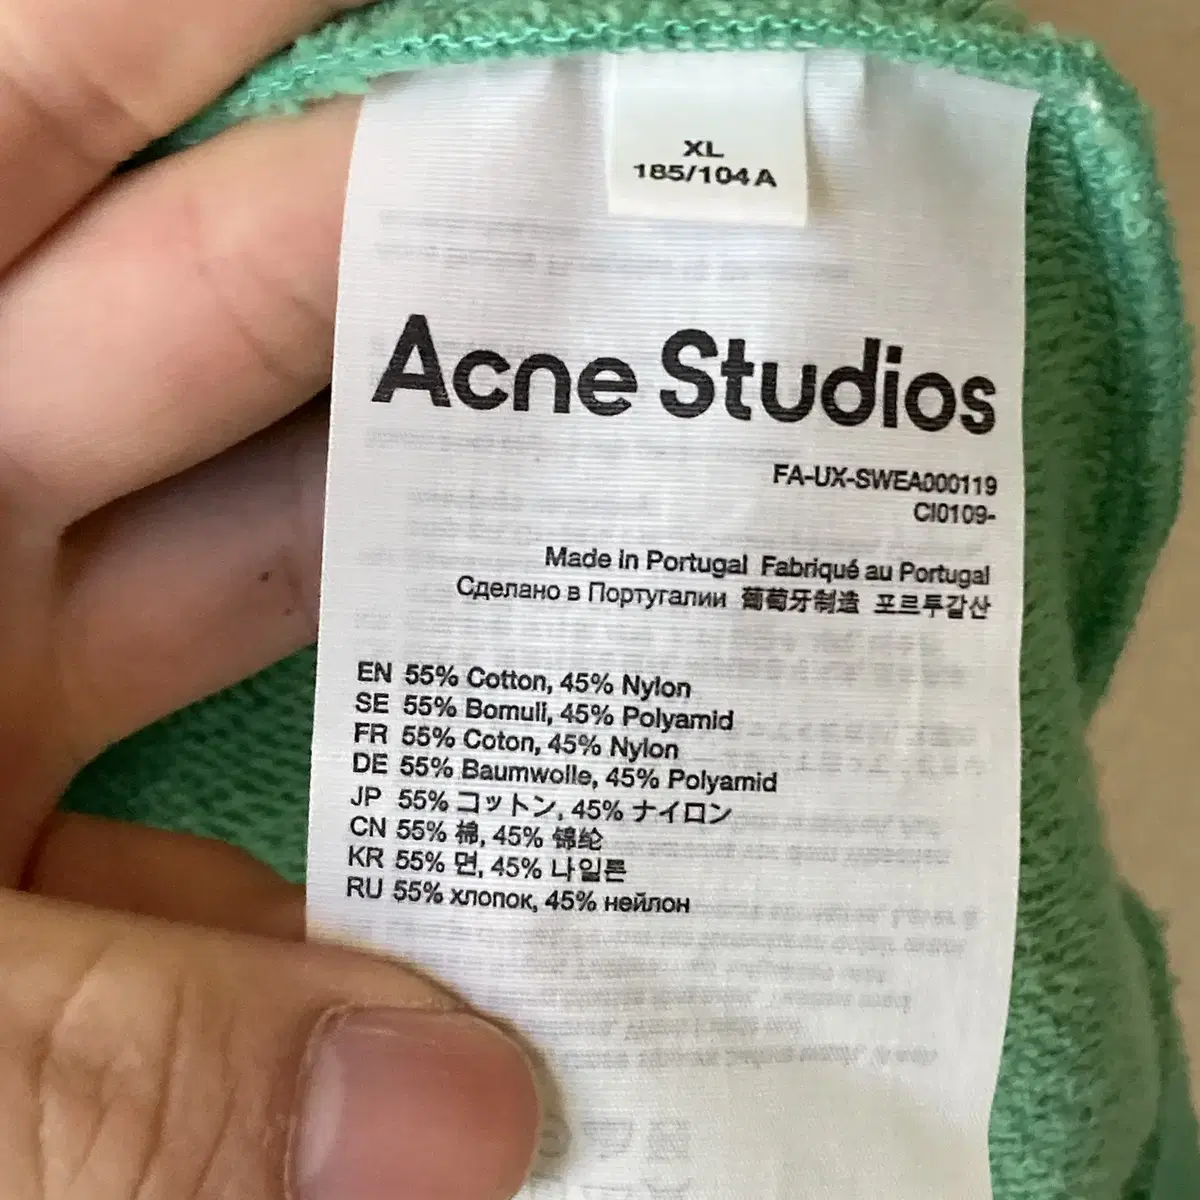 XL
185/104A
Acne Studios
FA-UX-SWEA000119
CI0109-
Made in Portugal Fabriqué au Portugal
Сделано в Португалии 葡萄牙制造 포르투갈산
EN 55% Cotton, 45% Nylon
SE 55% Bomull, 45% Polyamid
FR 55% Coton, 45% Nylon
DE 55% Baumwolle, 45% Polyamid
JP 55% コットン, 45% ナイロン
CN 55% 棉, 45% 锦纶
KR 55% 면, 45% 나일론
RU 55% хлопок, 45% нейлон